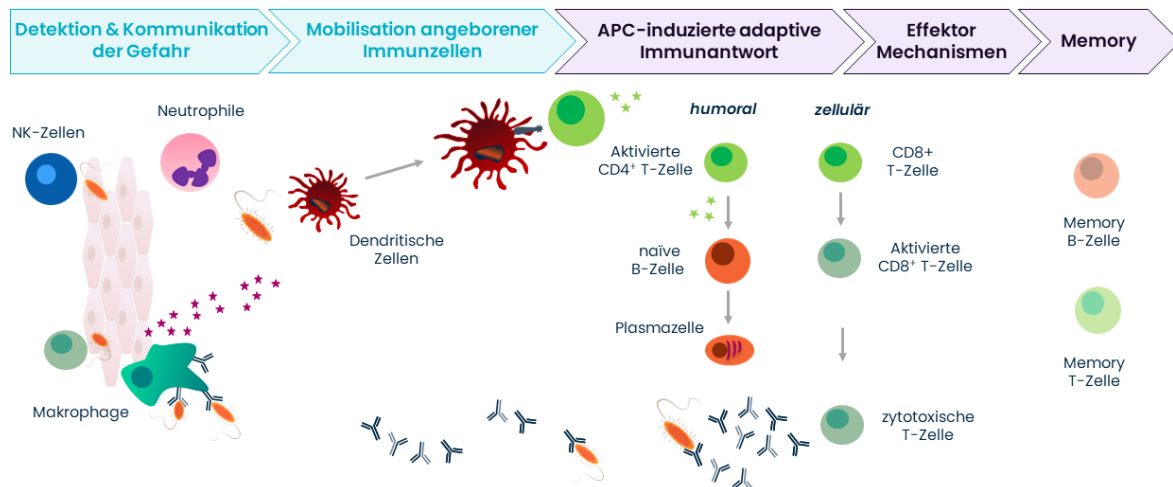 Detektion & Kommunikation
der Gefahr
Mobilisation angeborener
Immunzellen
APC-induzierte adaptive
Immunantwort
Effektor
Mechanismen
Memory
NK-Zellen
Neutrophile
Dendritische
Zellen
Makrophage
humoral
zellulär
Aktivierte
CD4⁺ T-Zelle
CD8+
T-Zelle
naïve
B-Zelle
Aktivierte
CD8⁺ T-Zelle
Plasmazelle
zytotoxische
T-Zelle
Memory
B-Zelle
Memory
T-Zelle